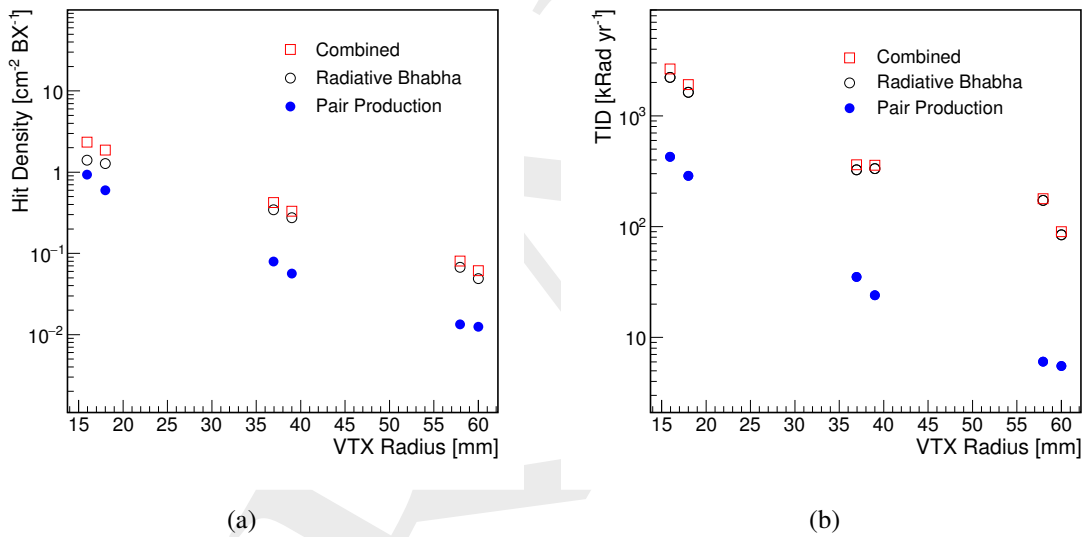 Hit Density [cm⁻² BX⁻¹]
10
1
10⁻¹
10⁻²
Combined
Radiative Bhabha
Pair Production
15 20 25 30 35 40 45 50 55 60
VTX Radius [mm]
(a)
TID [kRad yr⁻¹]
10³
10²
10
Combined
Radiative Bhabha
Pair Production
15 20 25 30 35 40 45 50 55 60
VTX Radius [mm]
(b)